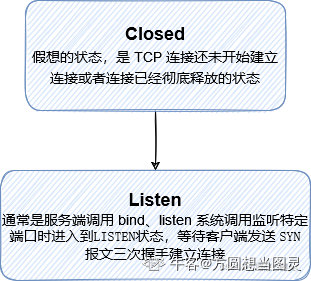 Closed
假想的状态，是 TCP 连接还未开始建立
连接或者连接已经彻底释放的状态
Listen
通常是服务端调用 bind、listen 系统调用监听特定
端口时进入到LISTEN状态，等待客户端发送 SYN
报文三次握手建立连接
牛客@方圆想当图灵